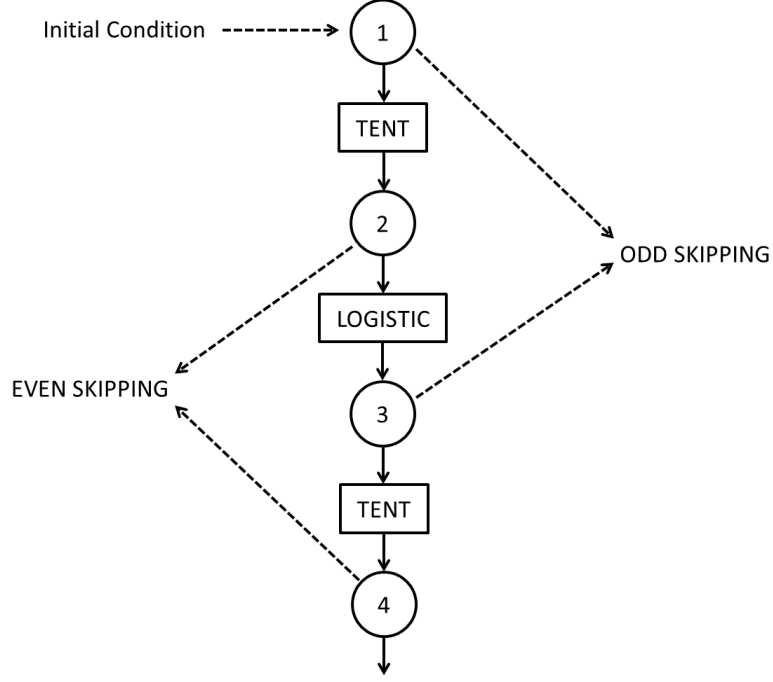 Initial Condition
1
TENT
2
ODD SKIPPING
LOGISTIC
EVEN SKIPPING
3
TENT
4